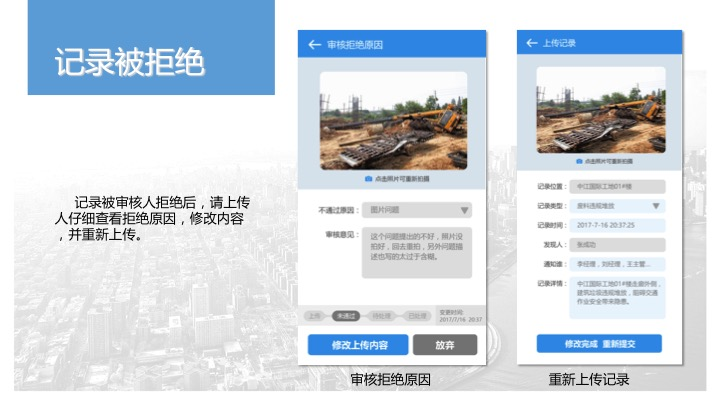 记录被拒绝
记录被审核人拒绝后，请上传
人仔细查看拒绝原因，修改内容
，并重新上传。
审核拒绝原因
点击照片可重新拍摄
不通过原因：
图片问题
审核意见：
这个问题提出的不好，照片没
拍好，回去重拍，另外问题描
述也写的太过于含糊。
上传
未通过
待处理
已处理
变更时间：
2017/7/16 20:37
修改上传内容
放弃
审核拒绝原因
上传记录
点击照片可重新拍摄
记录位置：
中江国际工地01#楼
记录类型：
废料违规堆放
记录时间：
2017-7-16 20:37:25
发现人：
张成功
通知谁：
李经理，刘经理，王主管...
记录详情：
中江国际工地01#楼走廊外侧，
建筑垃圾违规堆放，阻碍交通
作业安全带来隐患。
修改完成 重新提交
重新上传记录